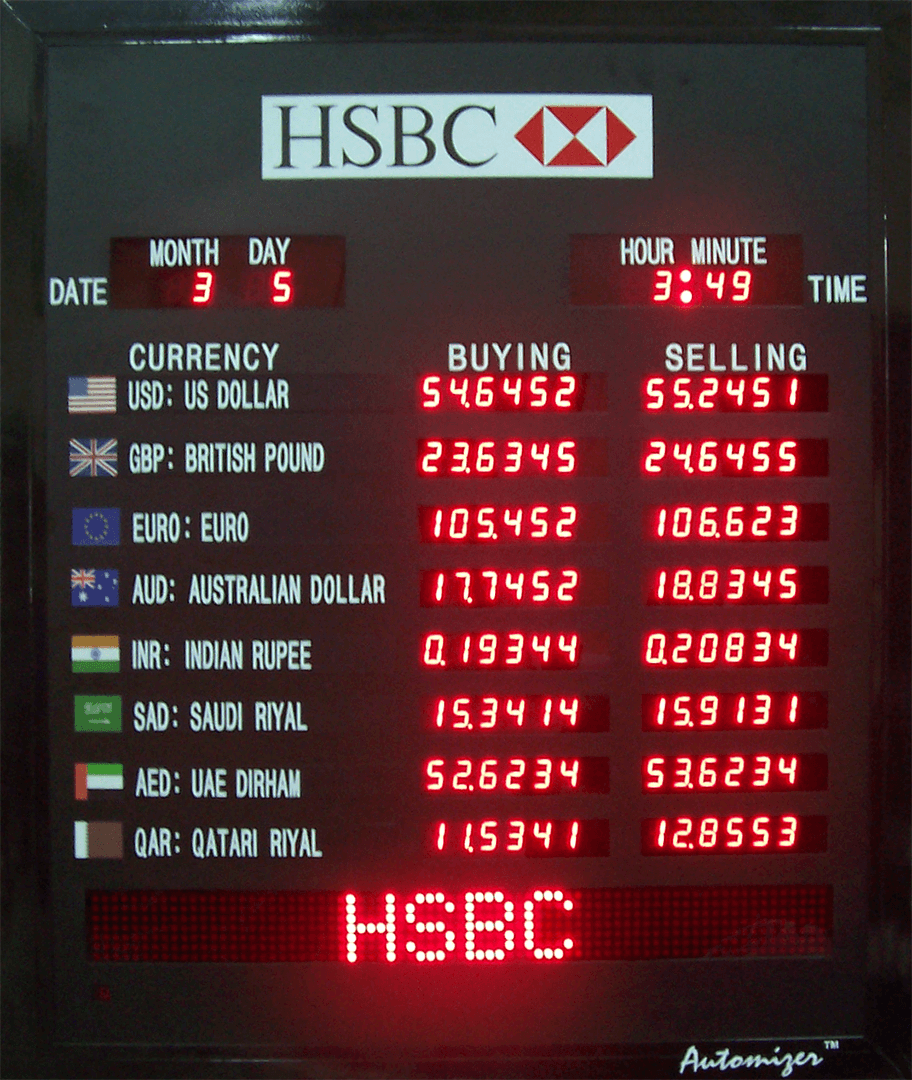 HSBC
MONTH DAY HOUR MINUTE
DATE 3 5 3:49 TIME
CURRENCY BUYING SELLING
USD: US DOLLAR 54.6452 55.2451
GBP: BRITISH POUND 23.6345 24.6455
EURO: EURO 105.452 106.623
AUD: AUSTRALIAN DOLLAR 17.7452 18.8345
INR: INDIAN RUPEE 0.19344 0.20834
SAD: SAUDI RIYAL 15.3414 15.9131
AED: UAE DIRHAM 52.6234 53.6234
QAR: QATARI RIYAL 11.5341 12.8553
HSBC
Automizer™